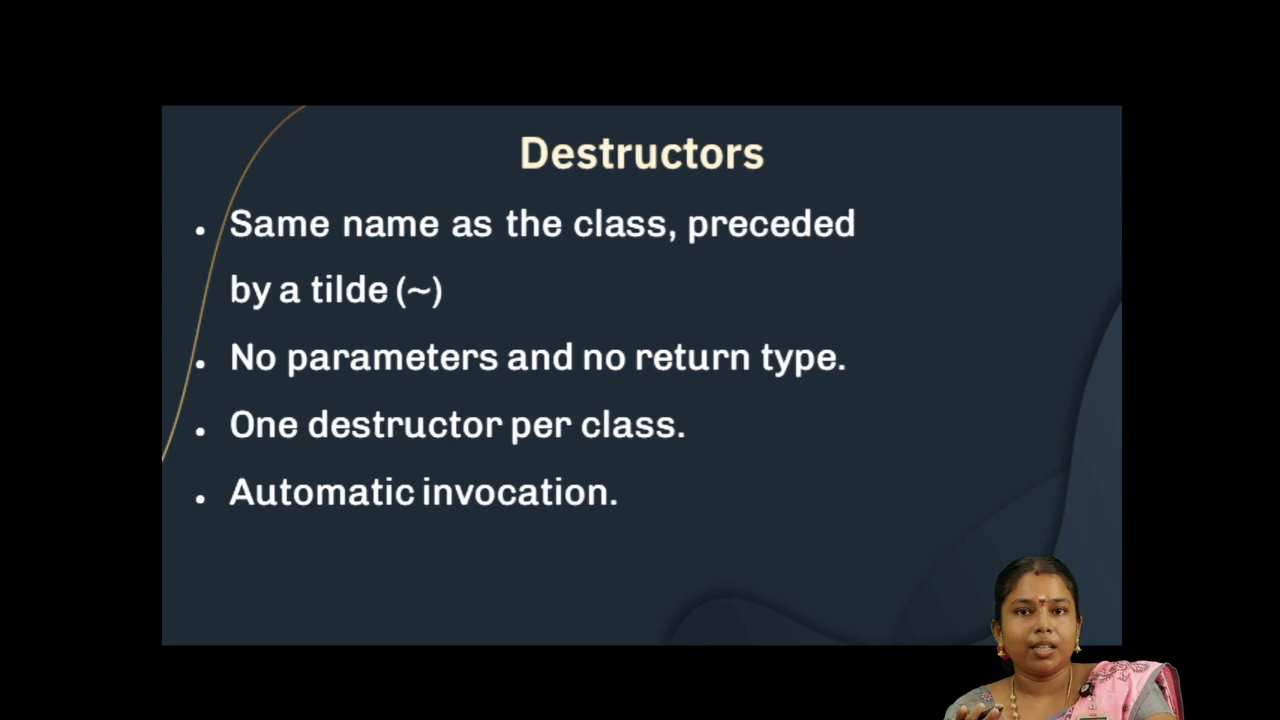 Destructors
• Same name as the class, preceded
by a tilde (~)
• No parameters and no return type.
• One destructor per class.
• Automatic invocation.